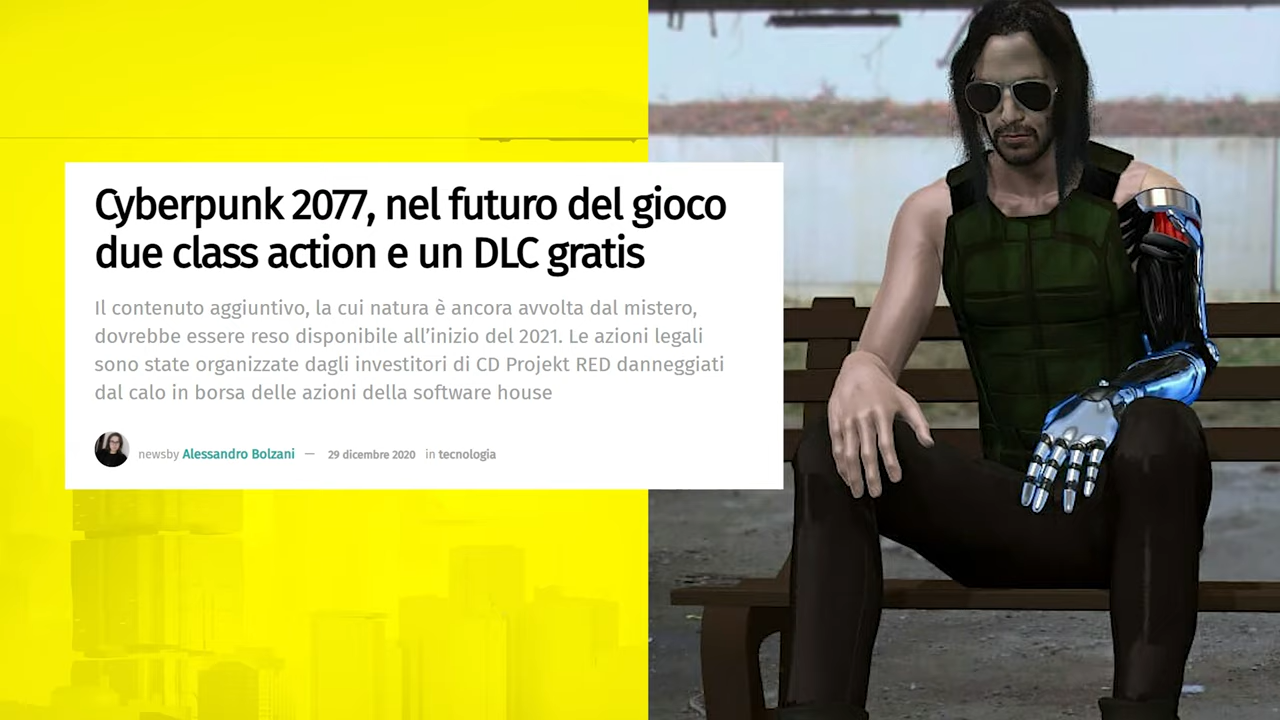 Cyberpunk 2077, nel futuro del gioco
due class action e un DLC gratis
Il contenuto aggiuntivo, la cui natura è ancora avvolta dal mistero,
dovrebbe essere reso disponibile all’inizio del 2021. Le azioni legali
sono state organizzate dagli investitori di CD Projekt RED danneggiati
dal calo in borsa delle azioni della software house
newsby Alessandro Bolzani — 29 dicembre 2020 in tecnologia